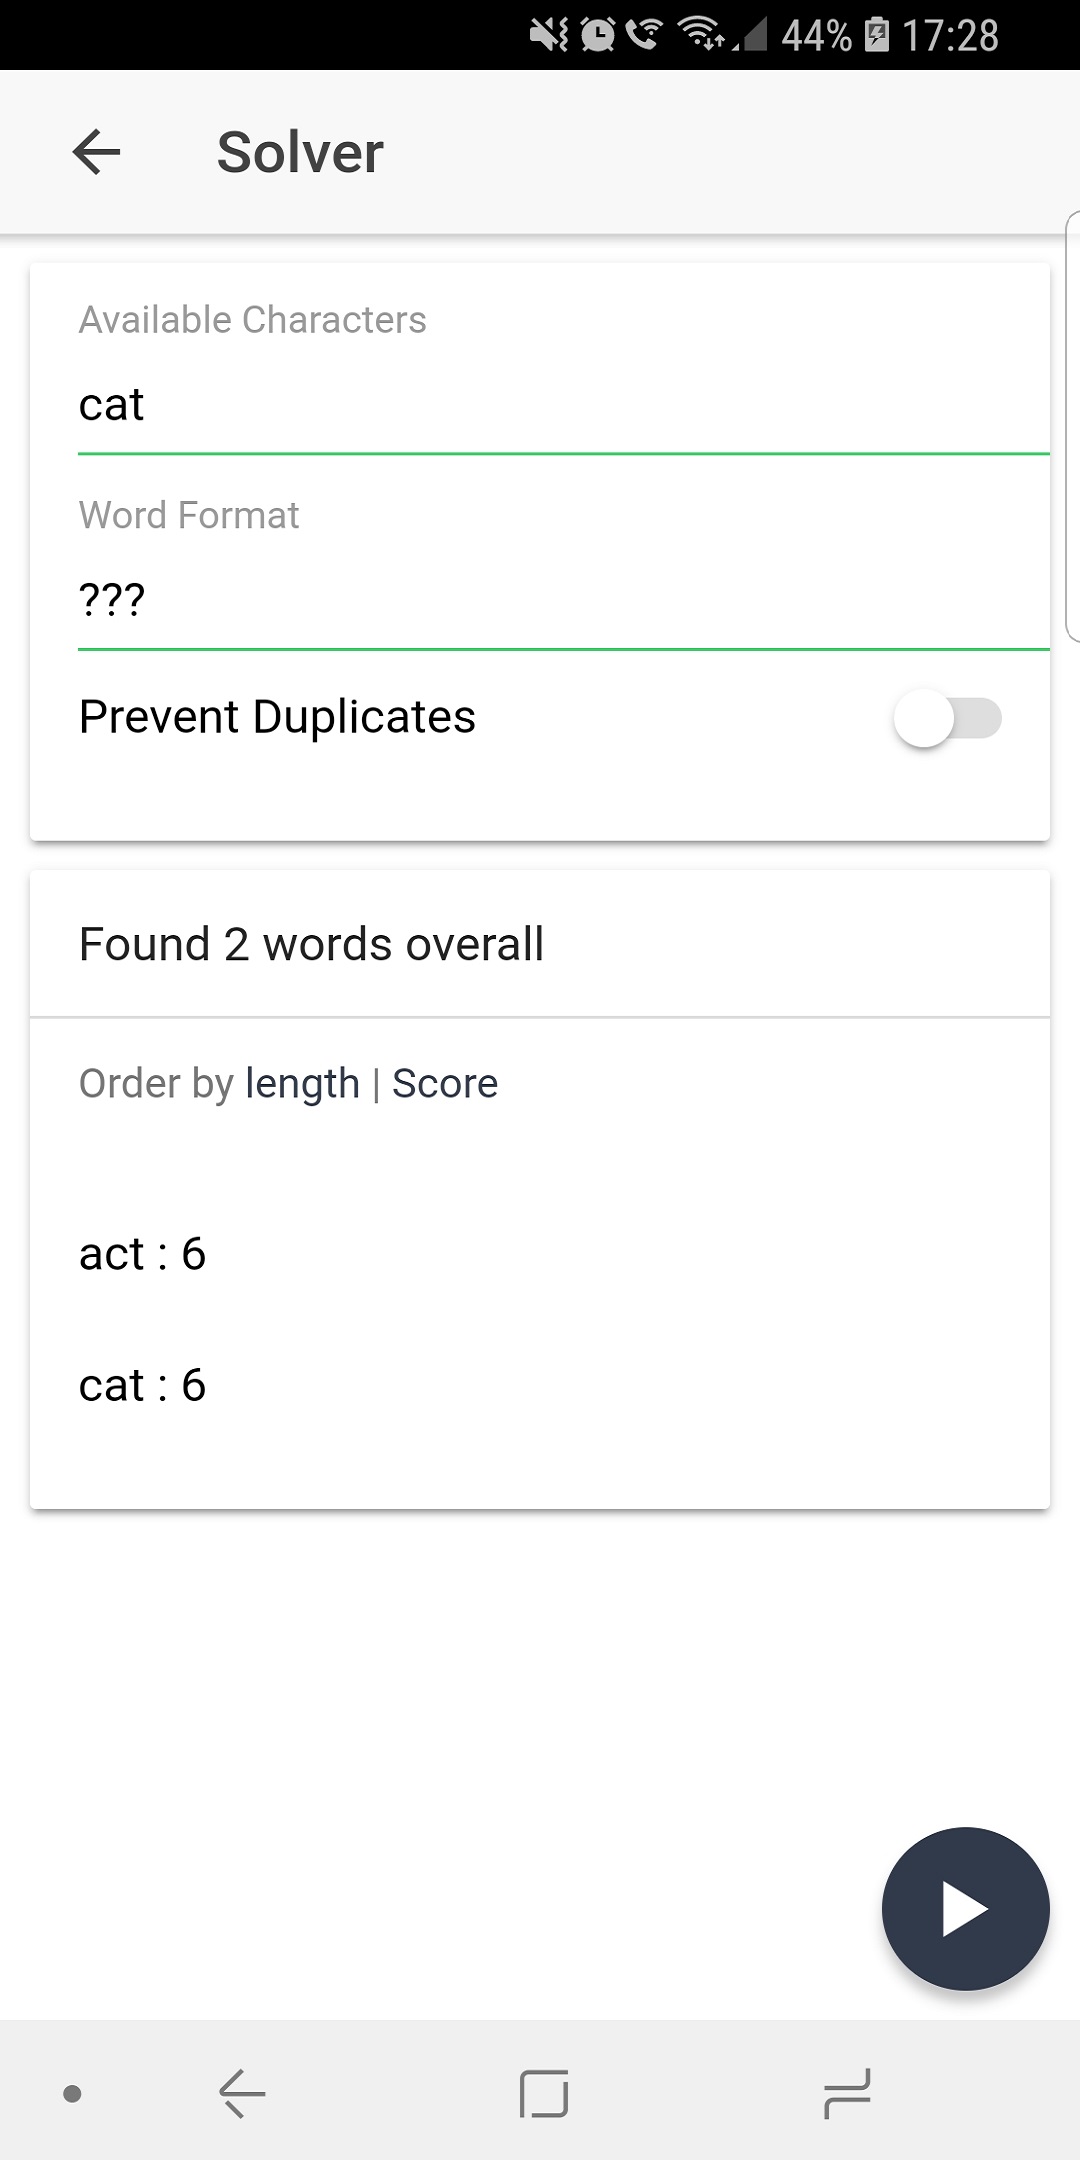 44% 17:28
Solver
Available Characters
cat
Word Format
???
Prevent Duplicates
Found 2 words overall
Order by length | Score
act : 6
cat : 6